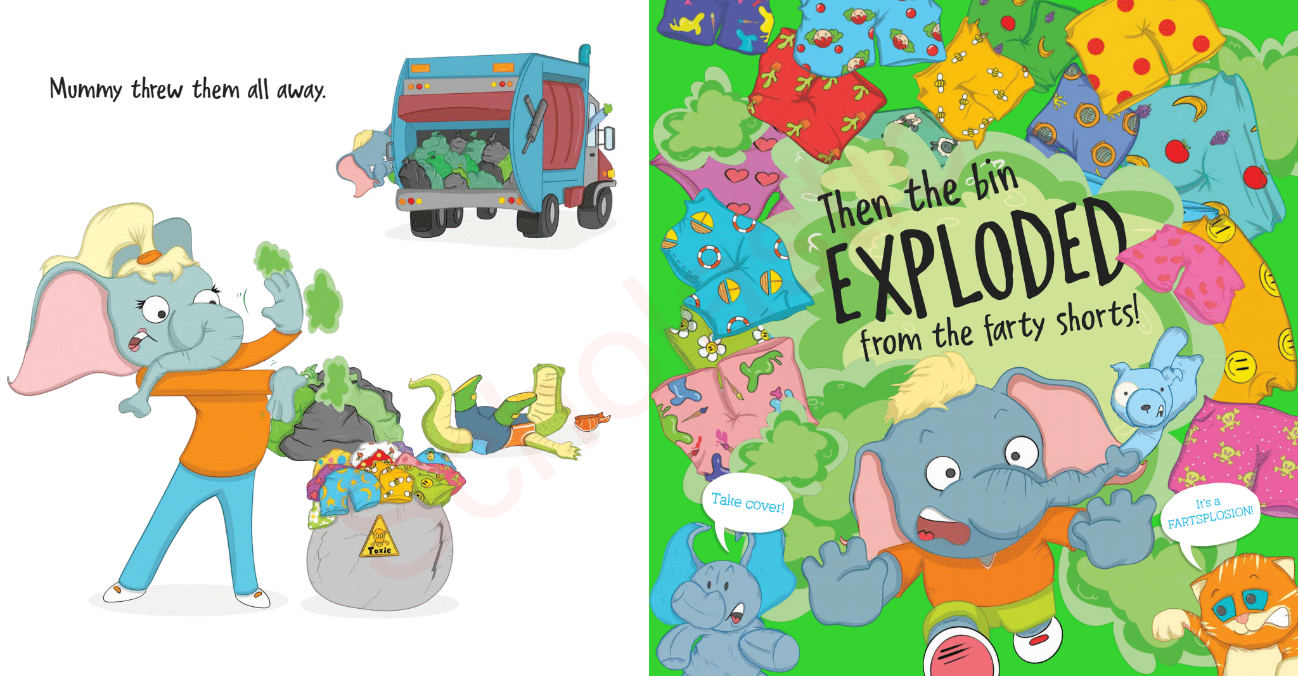 Mummy threw them all away.
Toxic
Then the bin
EXPLODED
from the farty shorts!
Take cover!
It's a
FARTSPLOSION!